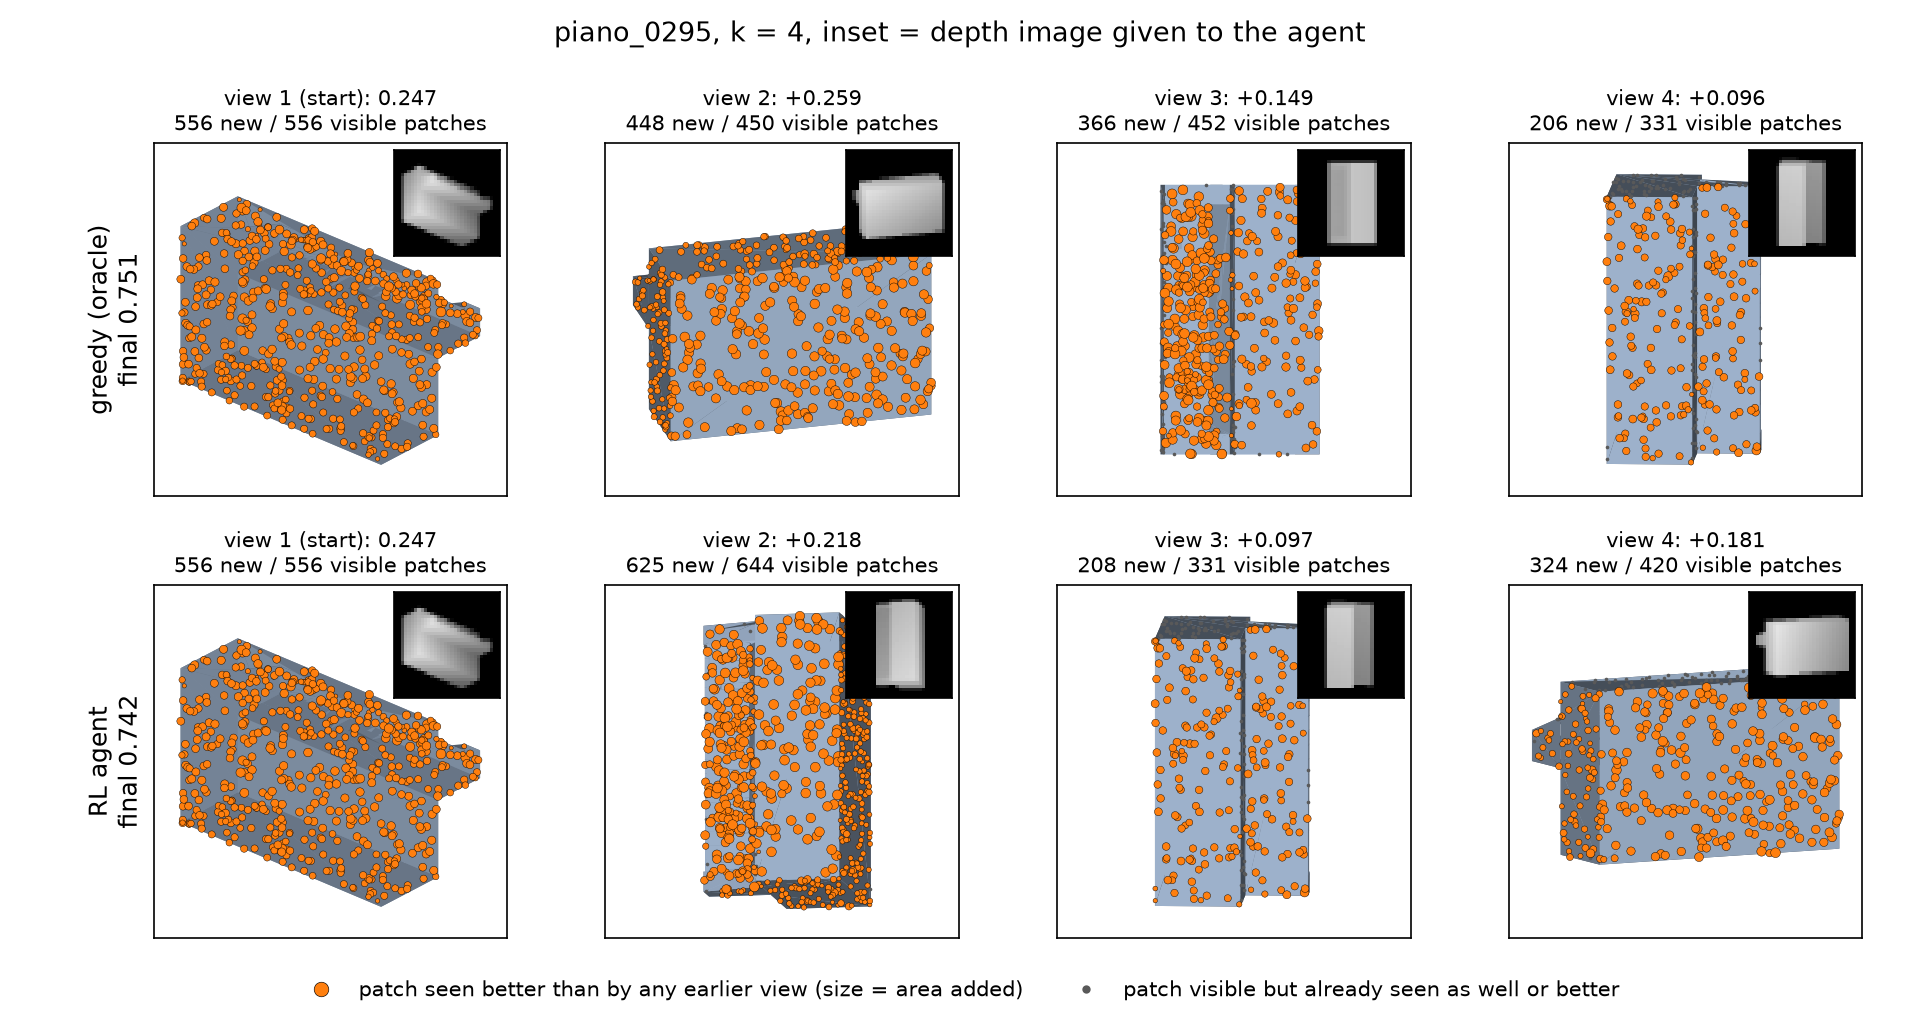 piano_0295, k = 4, inset = depth image given to the agent
view 1 (start): 0.247
556 new / 556 visible patches
view 2: +0.259
448 new / 450 visible patches
view 3: +0.149
366 new / 452 visible patches
view 4: +0.096
206 new / 331 visible patches
greedy (oracle)
final 0.751
view 1 (start): 0.247
556 new / 556 visible patches
view 2: +0.218
625 new / 644 visible patches
view 3: +0.097
208 new / 331 visible patches
view 4: +0.181
324 new / 420 visible patches
RL agent
final 0.742
patch seen better than by any earlier view (size = area added)
patch visible but already seen as well or better